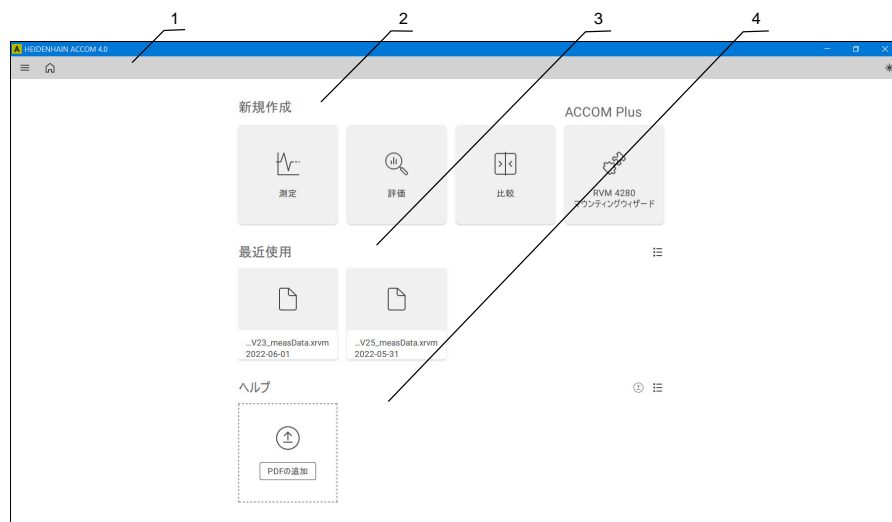 1
2
3
4
A HEIDENHAIN ACCOM 4.0
新規作成
ACCOM Plus
測定
評価
比較
RVM 4280
マウンティングウィザード
最近使用
...V23_measData.xrvm
2022-06-01
...V25_measData.xrvm
2022-05-31
ヘルプ
PDFの追加